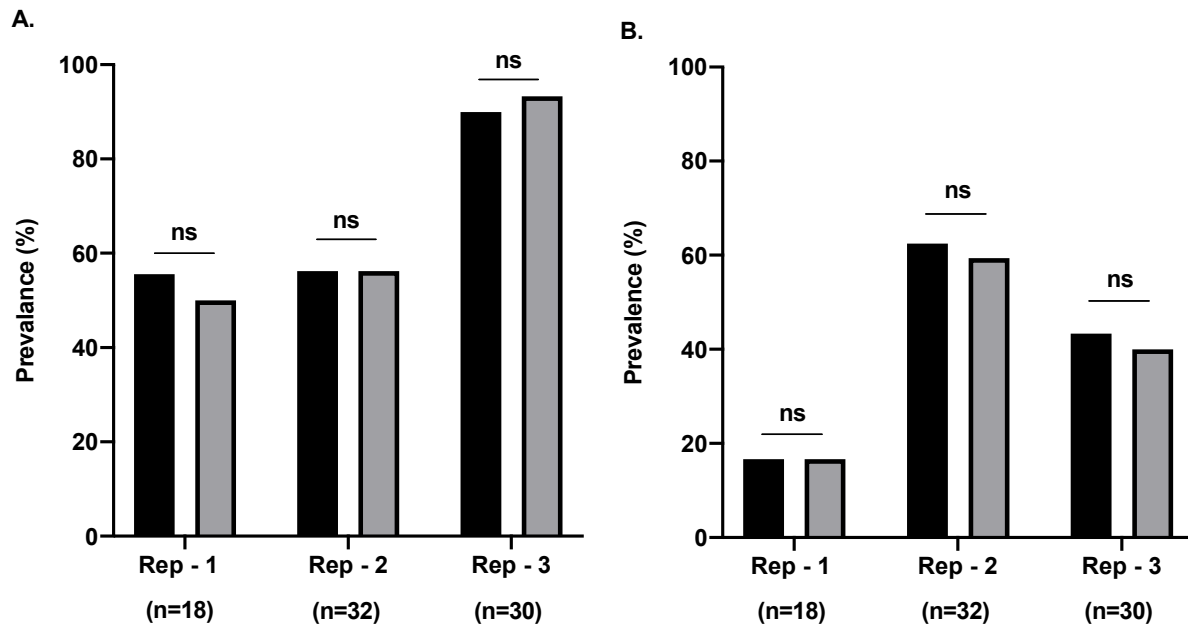 A.
Prevalance (%)
100
80
60
40
20
0
ns
ns
ns
Rep - 1
Rep - 2
Rep - 3
(n=18)
(n=32)
(n=30)
B.
Prevalence (%)
100
80
60
40
20
0
ns
ns
ns
Rep - 1
Rep - 2
Rep - 3
(n=18)
(n=32)
(n=30)